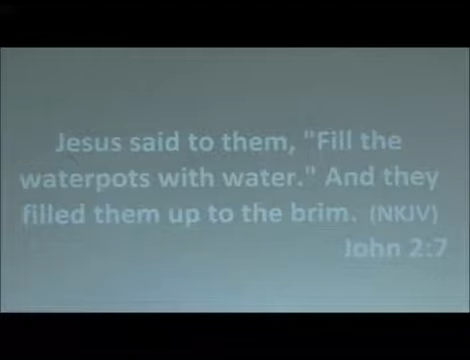 Jesus said to them, "Fill the
waterpots with water." And they
filled them up to the brim. (NKJV)
John 2:7